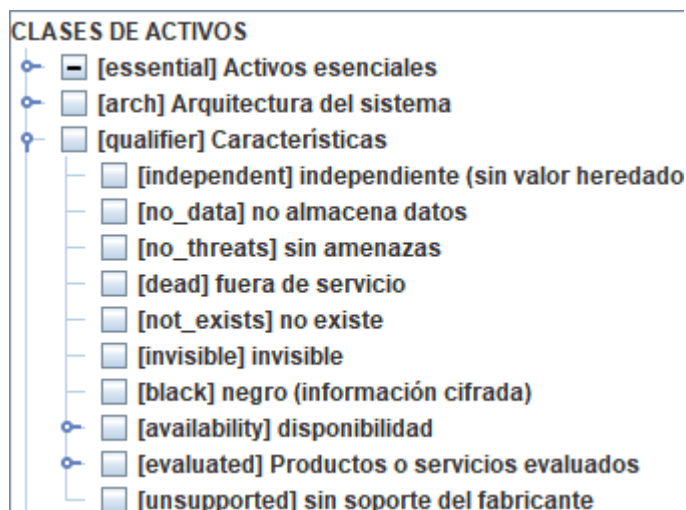 CLASES DE ACTIVOS
[essential] Activos esenciales
[arch] Arquitectura del sistema
[qualifier] Características
[independent] independiente (sin valor heredado
[no_data] no almacena datos
[no_threats] sin amenazas
[dead] fuera de servicio
[not_exists] no existe
[invisible] invisible
[black] negro (información cifrada)
[availability] disponibilidad
[evaluated] Productos o servicios evaluados
[unsupported] sin soporte del fabricante